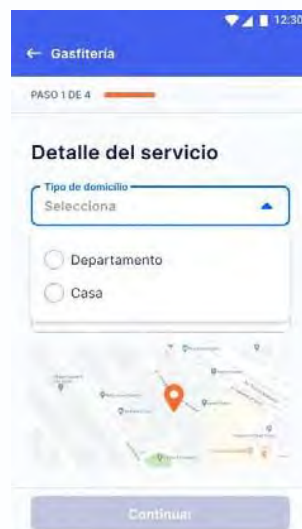 12:30
← Gasfitería
PASO 1 DE 4
Detalle del servicio
Tipo de domicilio
Selecciona
Departamento
Casa
Continuar